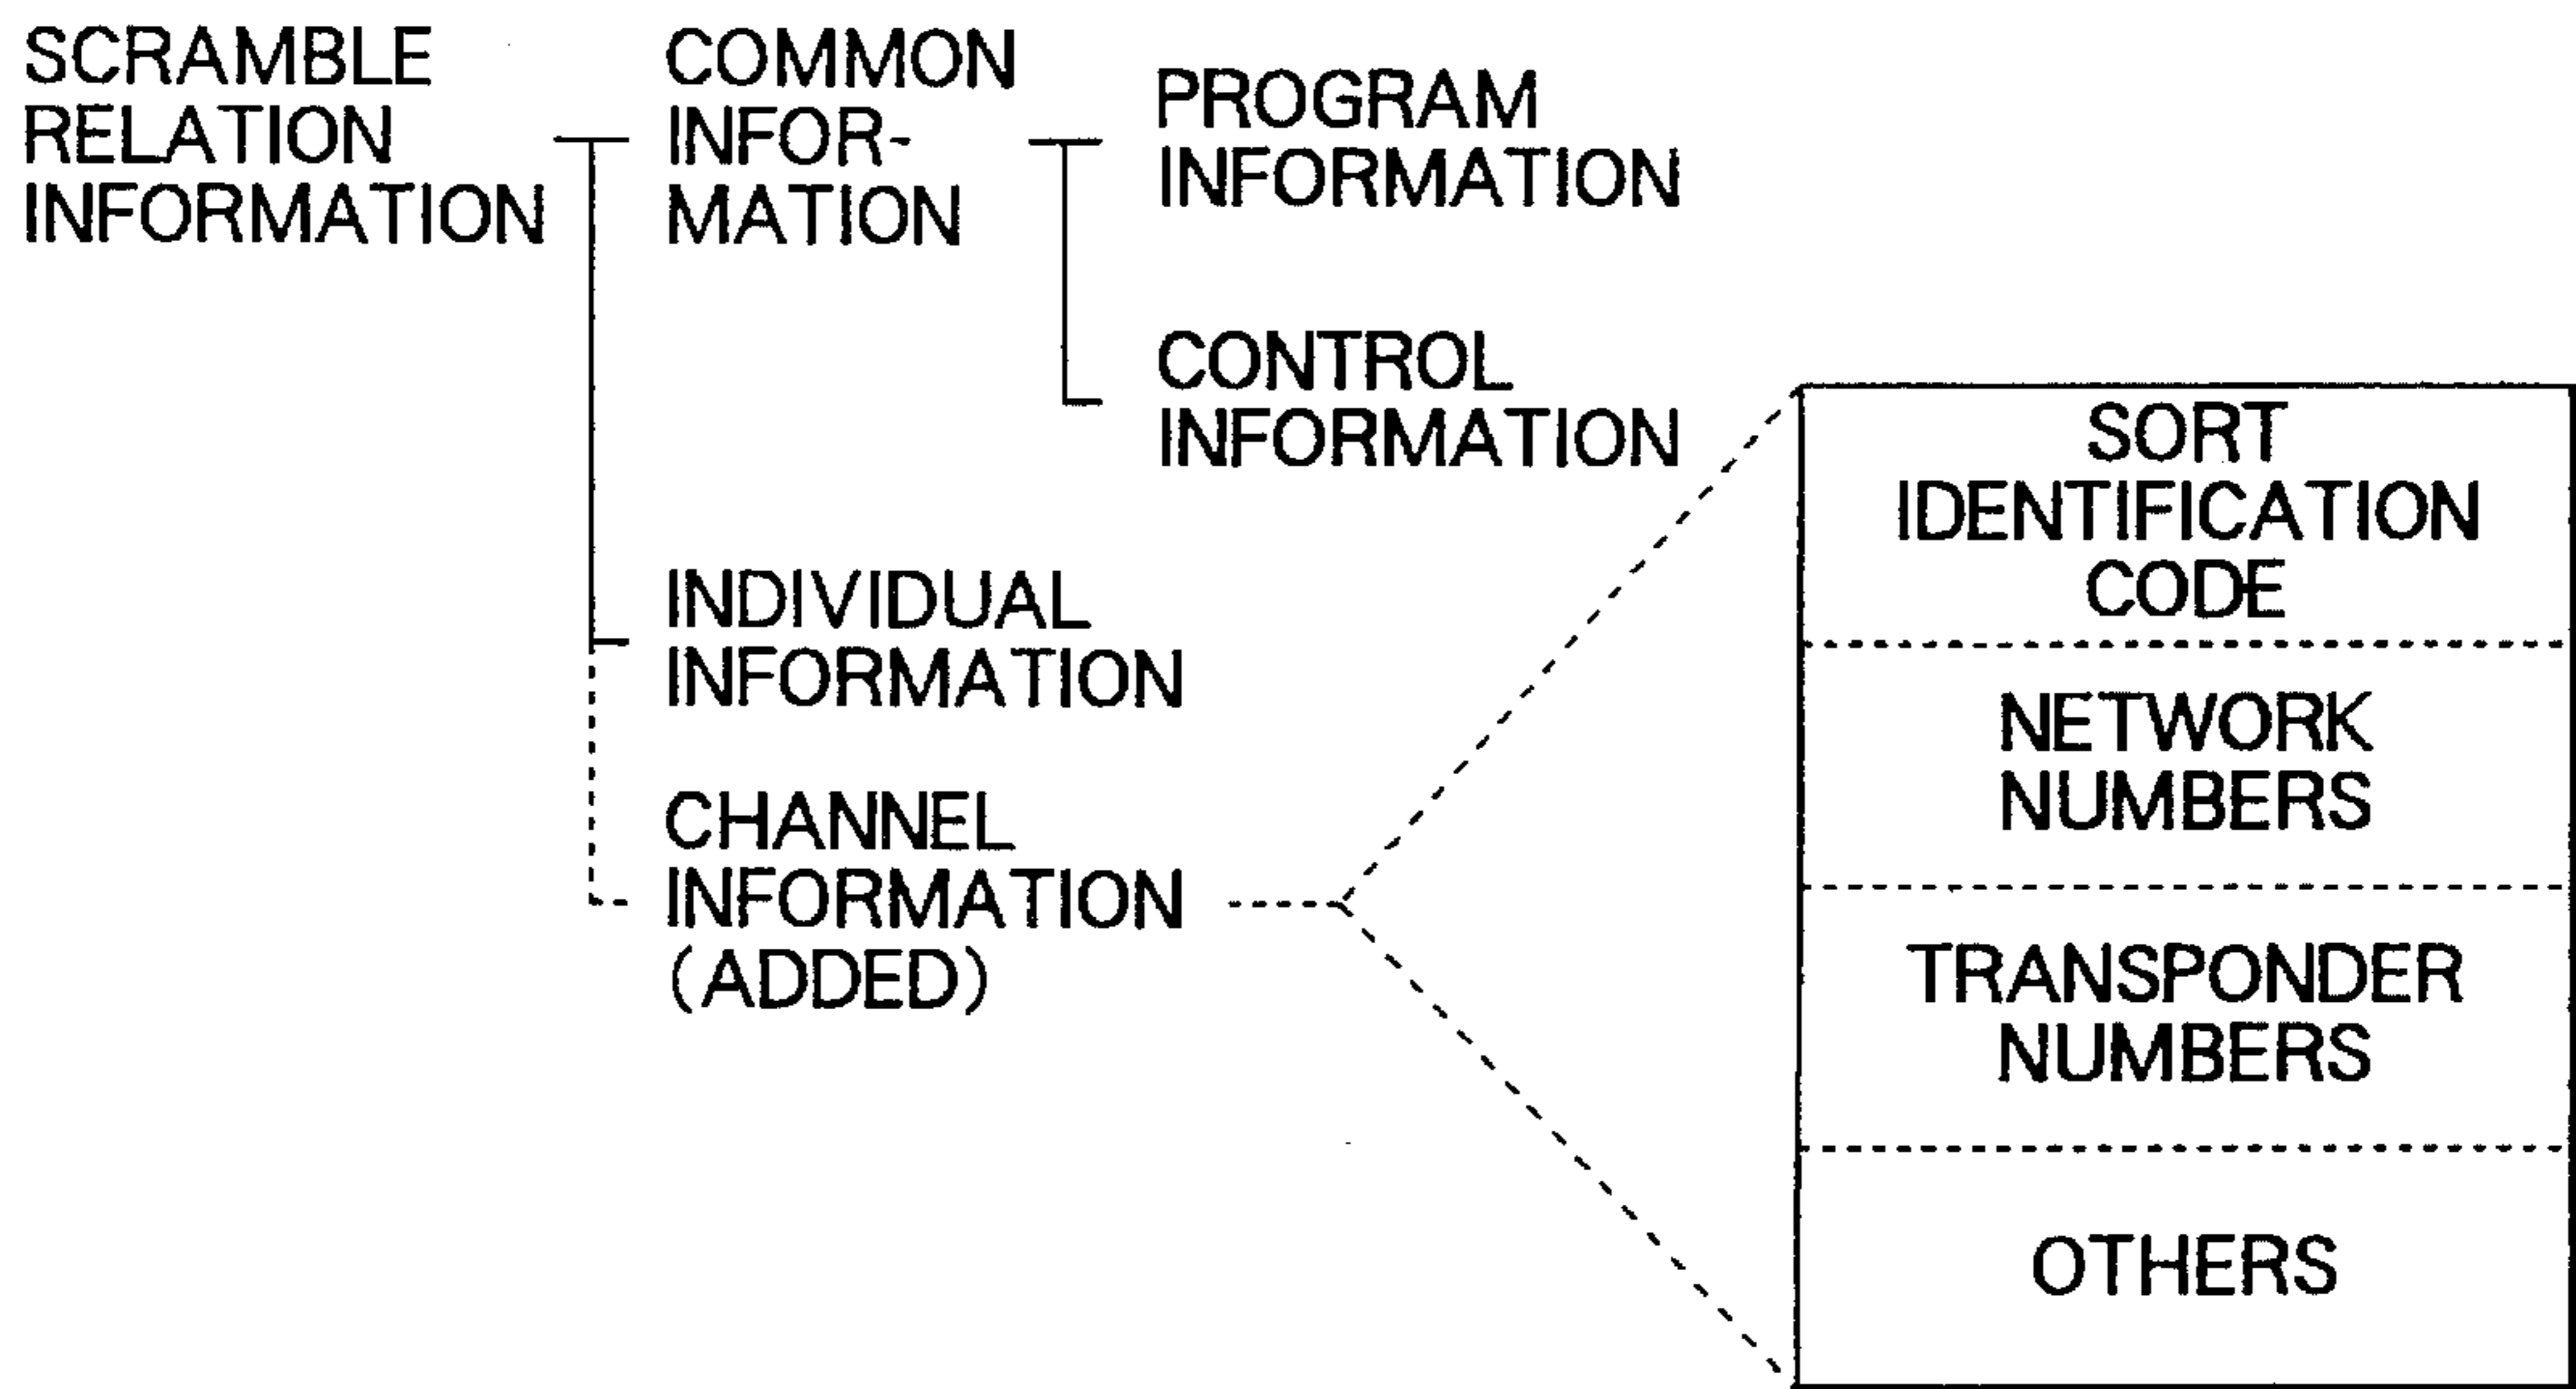 SCRAMBLE
RELATION
INFORMATION
COMMON
INFOR-
MATION
PROGRAM
INFORMATION
CONTROL
INFORMATION
INDIVIDUAL
INFORMATION
CHANNEL
INFORMATION
(ADDED)
SORT
IDENTIFICATION
CODE
NETWORK
NUMBERS
TRANSPONDER
NUMBERS
OTHERS